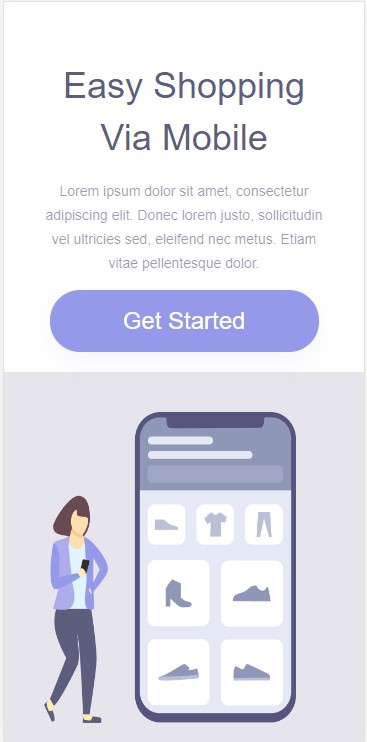 Easy Shopping
Via Mobile
Lorem ipsum dolor sit amet, consectetur
adipiscing elit. Donec lorem justo, sollicitudin
vel ultricies sed, eleifend nec metus. Etiam
vitae pellentesque dolor.
Get Started